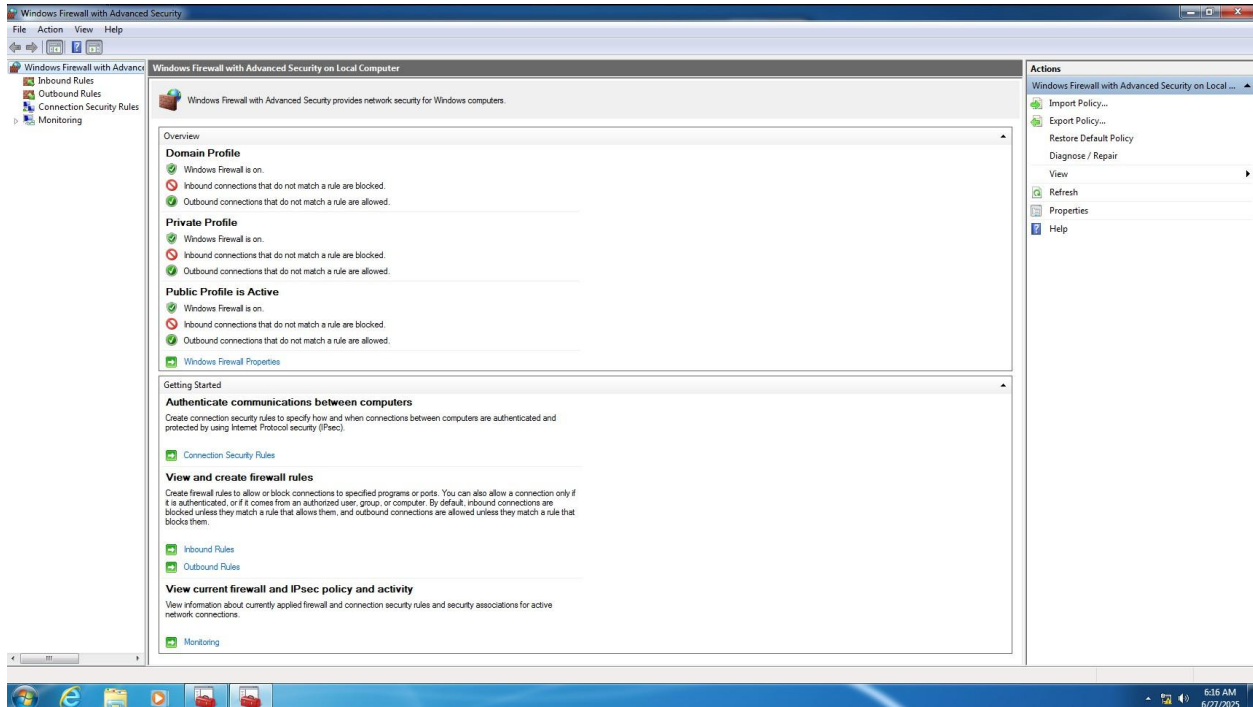 Windows Firewall with Advanced Security
File Action View Help
Windows Firewall with Advance
Inbound Rules
Outbound Rules
Connection Security Rules
Monitoring
Windows Firewall with Advanced Security on Local Computer
Windows Firewall with Advanced Security provides network security for Windows computers.
Overview
Domain Profile
Windows Firewall is on.
Inbound connections that do not match a rule are blocked.
Outbound connections that do not match a rule are allowed.
Private Profile
Windows Firewall is on.
Inbound connections that do not match a rule are blocked.
Outbound connections that do not match a rule are allowed.
Public Profile is Active
Windows Firewall is on.
Inbound connections that do not match a rule are blocked.
Outbound connections that do not match a rule are allowed.
Windows Firewall Properties
Getting Started
Authenticate communications between computers
Create connection security rules to specify how and when connections between computers are authenticated and
protected by using Internet Protocol security (IPsec).
Connection Security Rules
View and create firewall rules
Create firewall rules to allow or block connections to specified programs or ports. You can also allow a connection only if
it is authenticated, or if it comes from an authorized user, group, or computer. By default, inbound connections are
blocked unless they match a rule that allows them, and outbound connections are allowed unless they match a rule that
blocks them.
Inbound Rules
Outbound Rules
View current firewall and IPsec policy and activity
View information about currently applied firewall and connection security rules and security associations for active
network connections.
Monitoring
Actions
Windows Firewall with Advanced Security on Local ...
Import Policy...
Export Policy...
Restore Default Policy
Diagnose / Repair
View
Refresh
Properties
Help
6:16 AM
6/27/2025